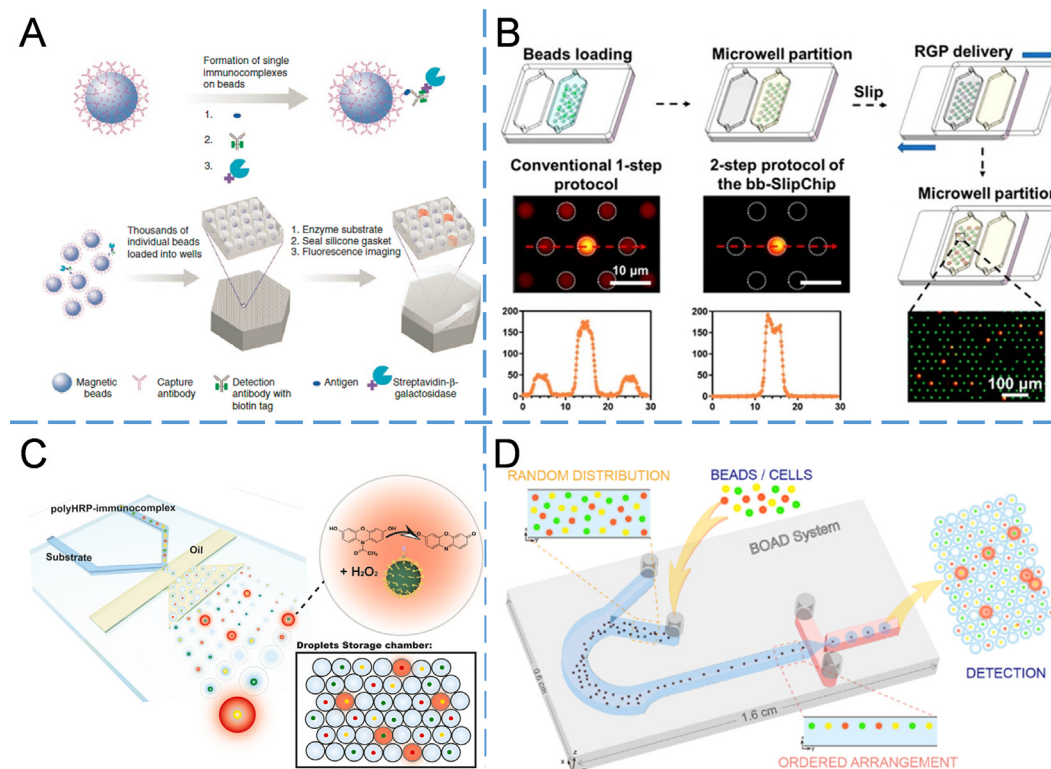 A
Formation of single
immunocomplexes
on beads
1.
2.
3.
Thousands of
individual beads
loaded into wells
1. Enzyme substrate
2. Seal silicone gasket
3. Fluorescence imaging
Magnetic
beads
Capture
antibody
Detection
antibody with
biotin tag
Antigen
Streptavidin-β-
galactosidase
B
Beads loading
Microwell partition
RGP delivery
Slip
Conventional 1-step
protocol
2-step protocol of
the bb-SlipChip
Microwell partition
10 μm
200
150
100
50
0
0 10 20 30
200
150
100
50
0
0 10 20 30
100 μm
C
polyHRP-immunocomplex
Substrate
Oil
HO
OH
O
N
O
CH₃
O
O
N
+ H₂O₂
Droplets Storage chamber:
D
RANDOM DISTRIBUTION
BEADS / CELLS
BOAD System
DETECTION
0.6 cm
1.6 cm
ORDERED ARRANGEMENT
x
z
y